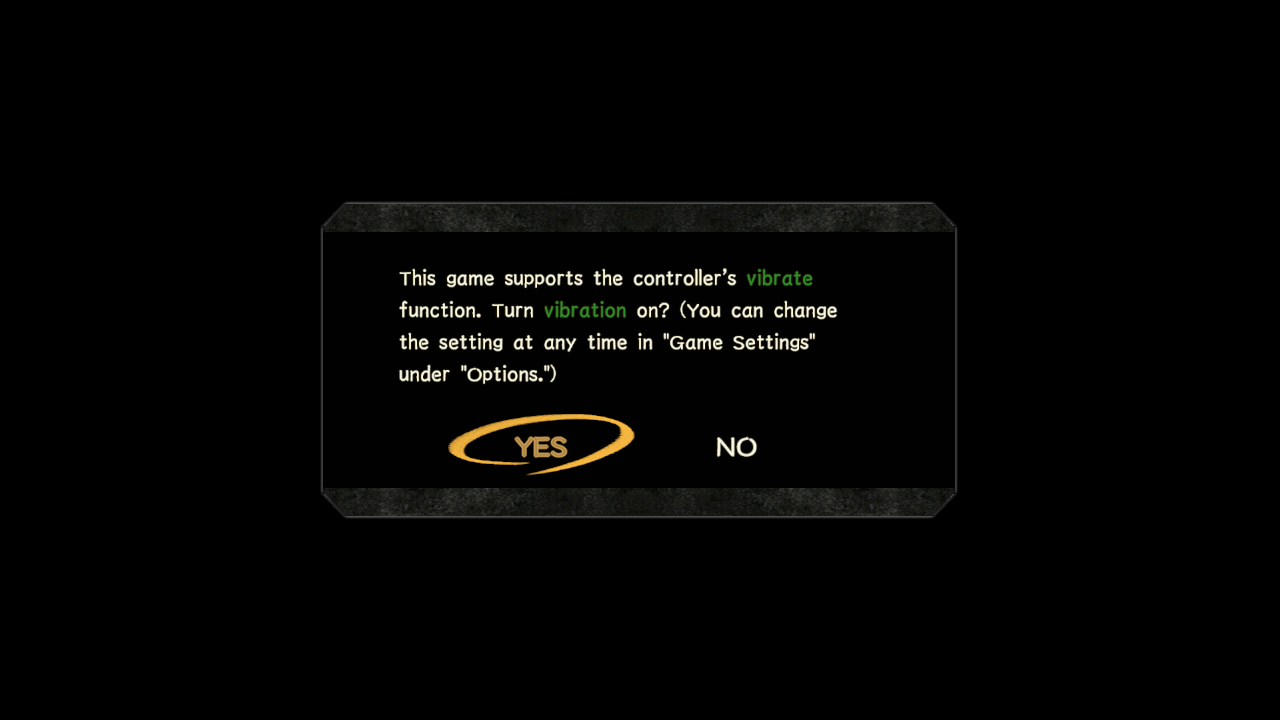 This game supports the controller's vibrate
function. Turn vibration on? (You can change
the setting at any time in "Game Settings"
under "Options.")
YES NO